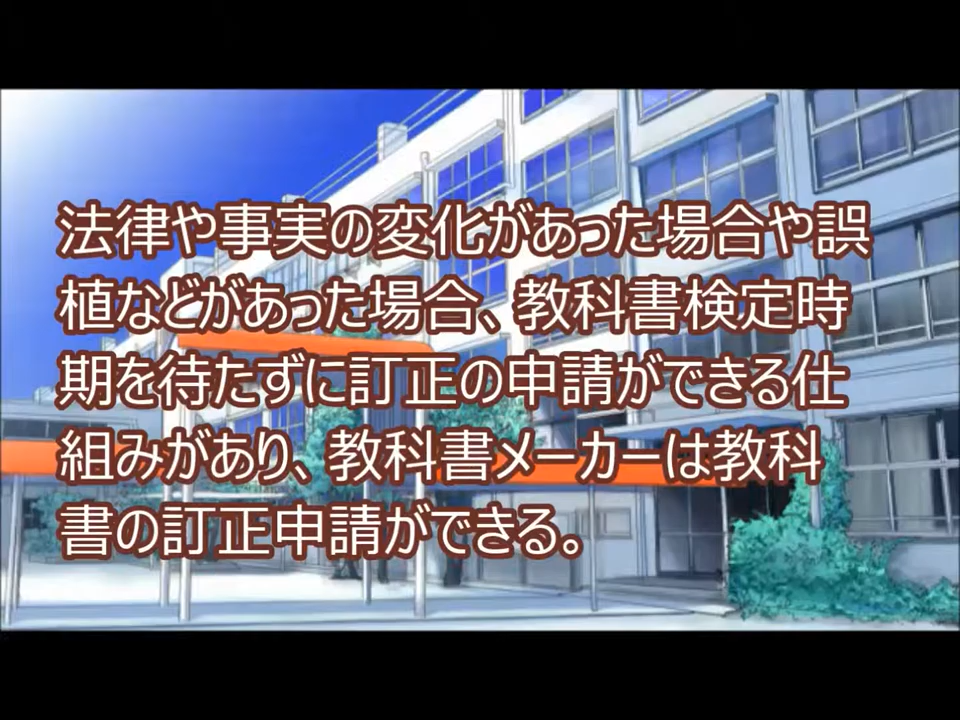 法律や事実の変化があった場合や誤
植などがあった場合、教科書検定時
期を待たずに訂正の申請ができる仕
組みがあり、教科書メーカーは教科
書の訂正申請ができる。